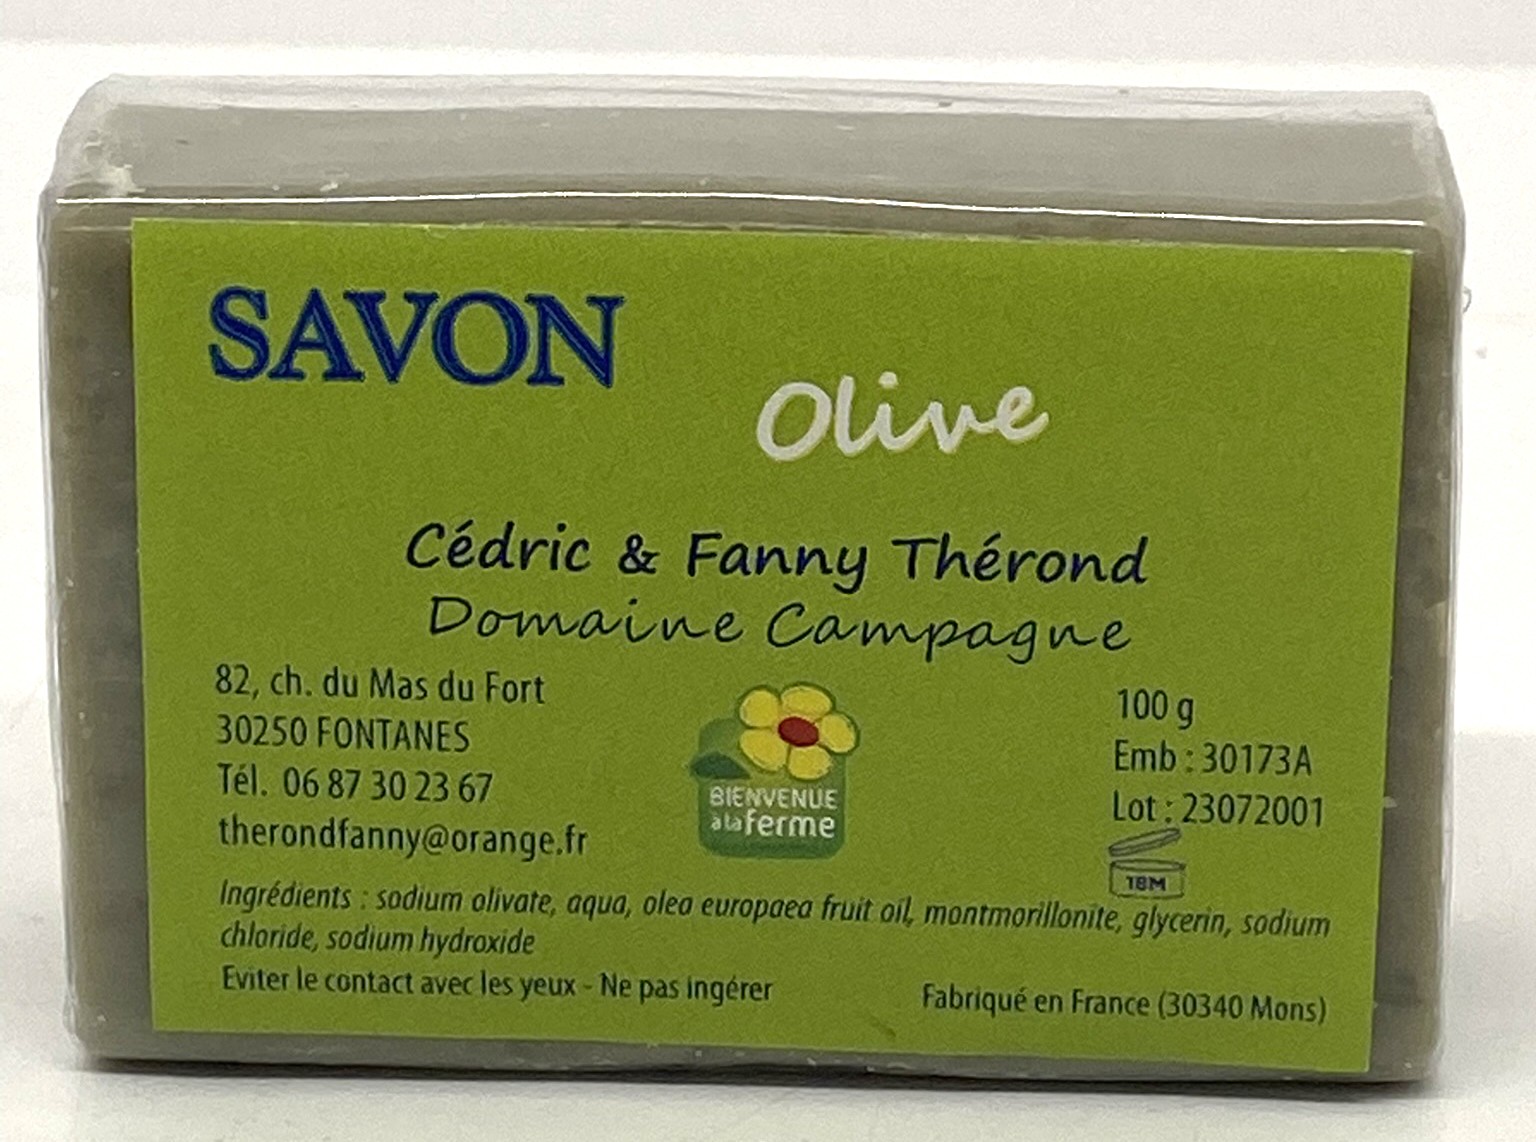 SAVON
Olive
Cédric & Fanny Thérond
Domaine Campagne
82, ch. du Mas du Fort
30250 FONTANES
Tél. 06 87 30 23 67
therondfanny@orange.fr
BIENVENUE
à la ferme
100 g
Emb : 30173A
Lot : 23072001
18M
Ingrédients : sodium olivate, aqua, olea europaea fruit oil, montmorillonite, glycerin, sodium
chloride, sodium hydroxide
Eviter le contact avec les yeux - Ne pas ingérer
Fabriqué en France (30340 Mons)